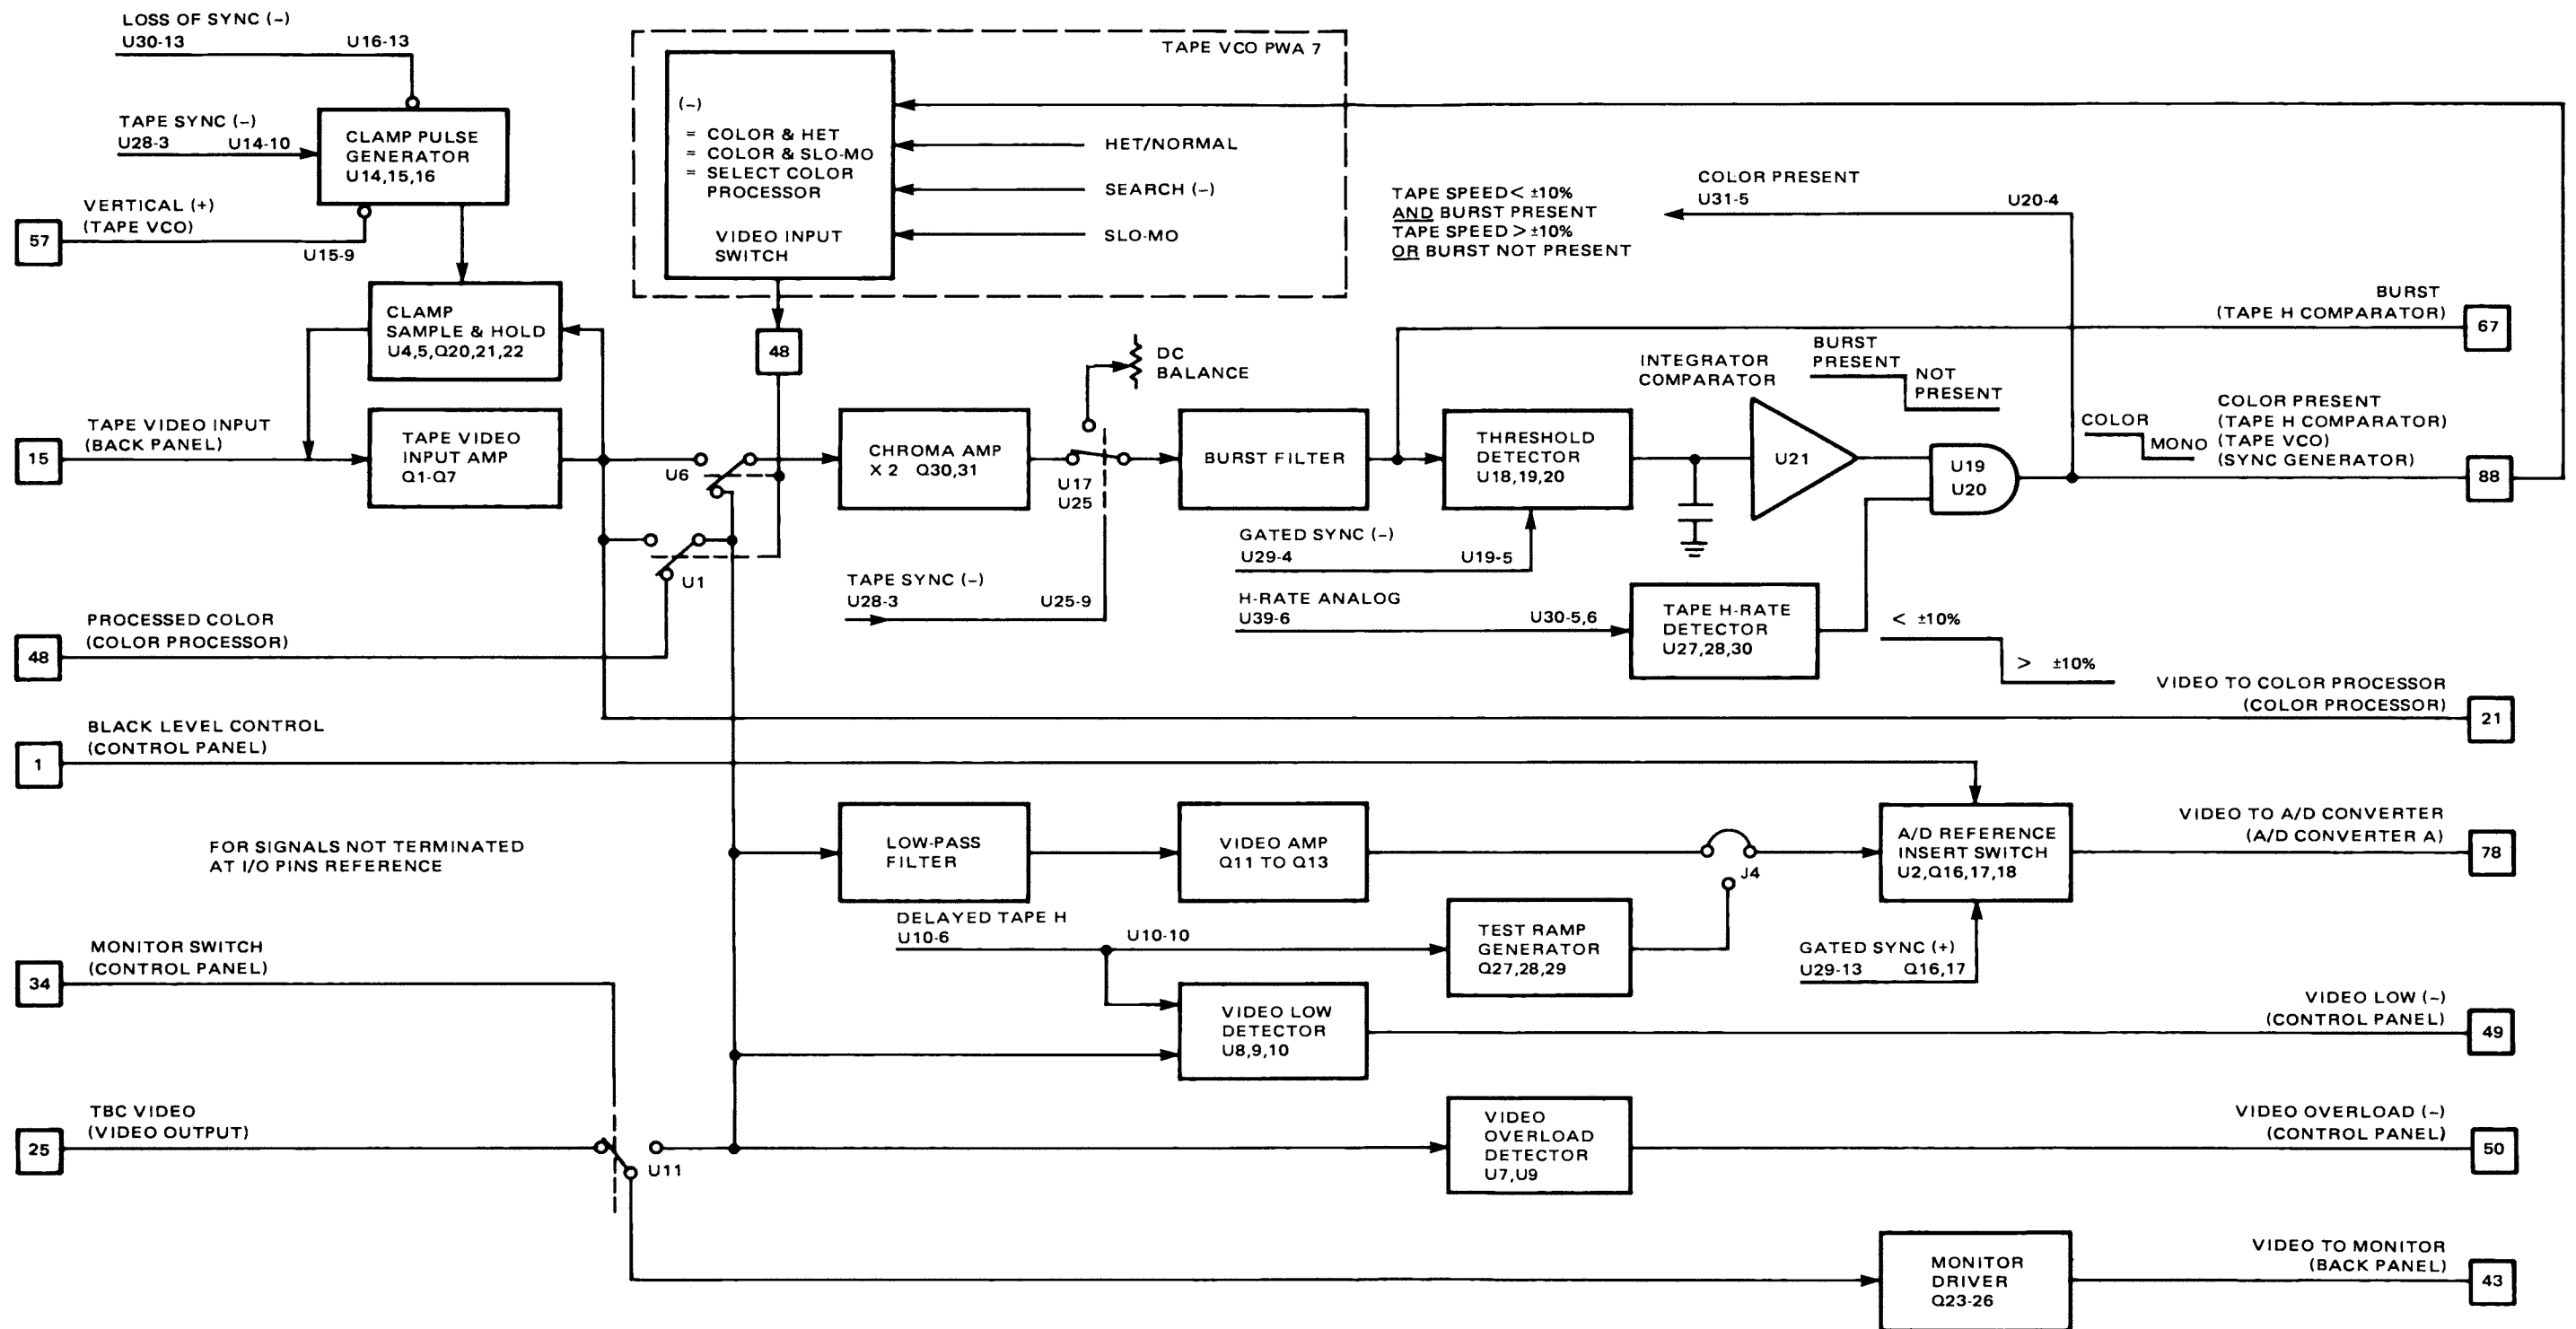 LOSS OF SYNC (-)
U30-13 U16-13
TAPE SYNC (-)
U28-3 U14-10
CLAMP PULSE
GENERATOR
U14,15,16
57
VERTICAL (+)
(TAPE VCO)
U15-9
CLAMP
SAMPLE & HOLD
U4,5,Q20,21,22
15
TAPE VIDEO INPUT
(BACK PANEL)
TAPE VIDEO
INPUT AMP
Q1-Q7
TAPE VCO PWA 7
(-)
= COLOR & HET
= COLOR & SLO-MO
= SELECT COLOR
PROCESSOR
VIDEO INPUT
SWITCH
HET/NORMAL
SEARCH (-)
SLO-MO
48
U6
U1
CHROMA AMP
X 2 Q30,31
DC
BALANCE
U17
U25
TAPE SYNC (-)
U28-3 U25-9
BURST FILTER
TAPE SPEED < ±10%
AND BURST PRESENT
TAPE SPEED > ±10%
OR BURST NOT PRESENT
COLOR PRESENT
U31-5 U20-4
THRESHOLD
DETECTOR
U18,19,20
GATED SYNC (-)
U29-4 U19-5
H-RATE ANALOG
U39-6 U30-5,6
TAPE H-RATE
DETECTOR
U27,28,30
INTEGRATOR
COMPARATOR
U21
BURST
PRESENT
NOT
PRESENT
U19
U20
< ±10%
> ±10%
BURST
(TAPE H COMPARATOR)
67
COLOR
MONO
COLOR PRESENT
(TAPE H COMPARATOR)
(TAPE VCO)
(SYNC GENERATOR)
88
48
PROCESSED COLOR
(COLOR PROCESSOR)
VIDEO TO COLOR PROCESSOR
(COLOR PROCESSOR)
21
1
BLACK LEVEL CONTROL
(CONTROL PANEL)
FOR SIGNALS NOT TERMINATED
AT I/O PINS REFERENCE
LOW-PASS
FILTER
VIDEO AMP
Q11 TO Q13
J4
A/D REFERENCE
INSERT SWITCH
U2,Q16,17,18
VIDEO TO A/D CONVERTER
(A/D CONVERTER A)
78
DELAYED TAPE H
U10-6 U10-10
TEST RAMP
GENERATOR
Q27,28,29
GATED SYNC (+)
U29-13 Q16,17
34
MONITOR SWITCH
(CONTROL PANEL)
VIDEO LOW
DETECTOR
U8,9,10
VIDEO LOW (-)
(CONTROL PANEL)
49
25
TBC VIDEO
(VIDEO OUTPUT)
U11
VIDEO
OVERLOAD
DETECTOR
U7,U9
VIDEO OVERLOAD (-)
(CONTROL PANEL)
50
MONITOR
DRIVER
Q23-26
VIDEO TO MONITOR
(BACK PANEL)
43